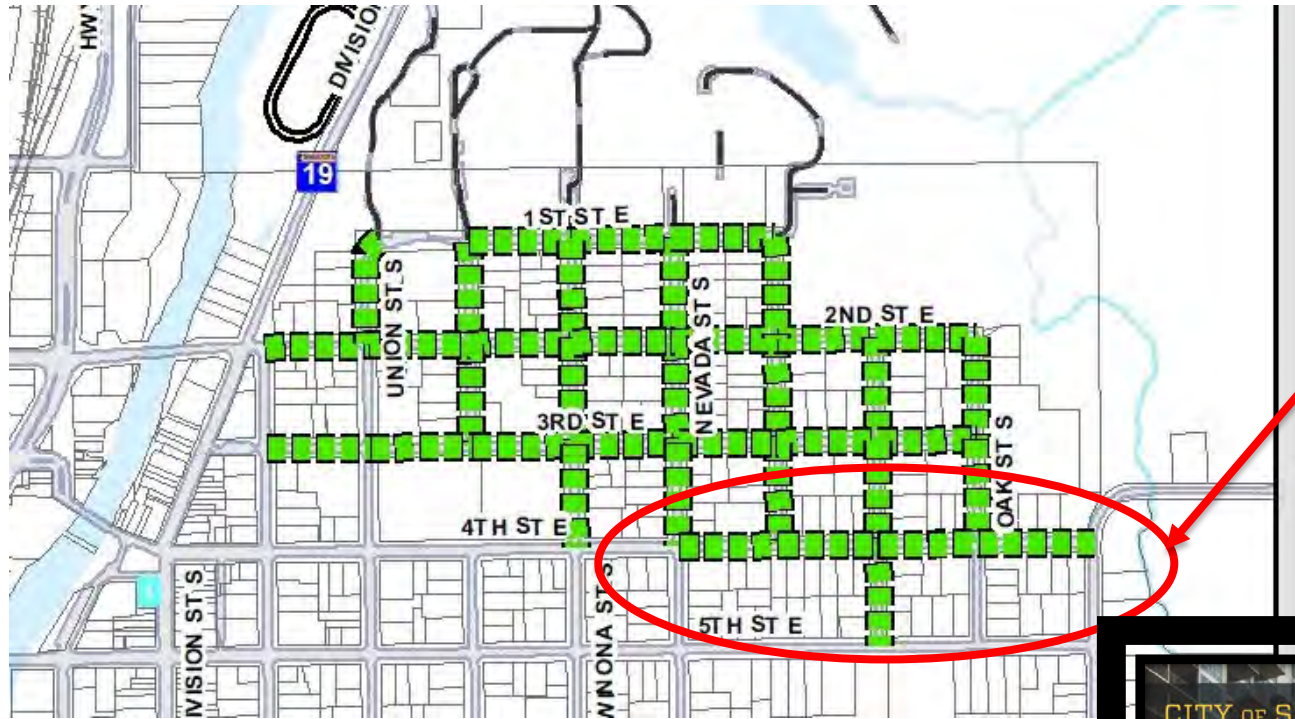 HWY
DIVISION
19
1ST ST E
UNION ST S
NEVADA ST S
2ND ST E
3RD ST E
OAK ST S
4TH ST E
DIVISION ST S
WINONA ST S
5TH ST E
CITY OF S